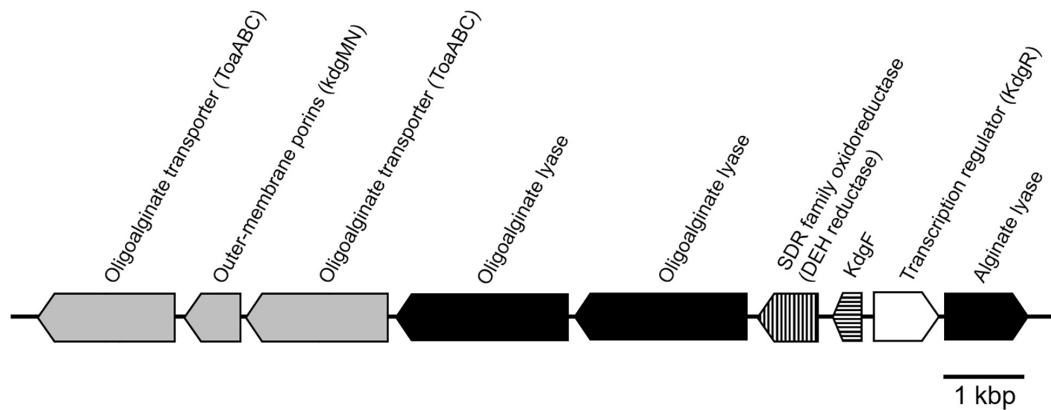 Oligoalginate transporter (ToaABC)
Outer-membrane porins (kdgMN)
Oligoalginate transporter (ToaABC)
Oligoalginate lyase
Oligoalginate lyase
SDR family oxidoreductase
(DEH reductase)
KdgF
Transcription regulator (KdgR)
Alginate lyase
1 kbp